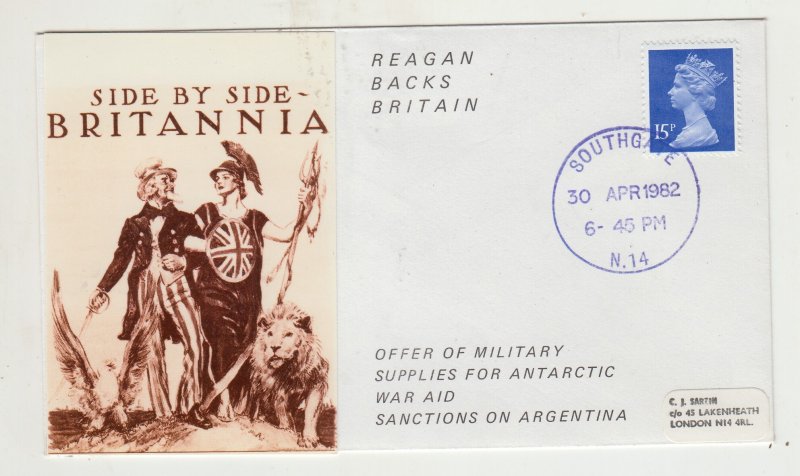 SIDE BY SIDE ~
BRITANNIA
REAGAN
BACKS
BRITAIN
15P
SOUTHGATE
30 APR 1982
6- 45 PM
N.14
OFFER OF MILITARY
SUPPLIES FOR ANTARCTIC
WAR AID
SANCTIONS ON ARGENTINA
C. J. SARTIN
c/o 45 LAKENHEATH
LONDON N14 4RL.